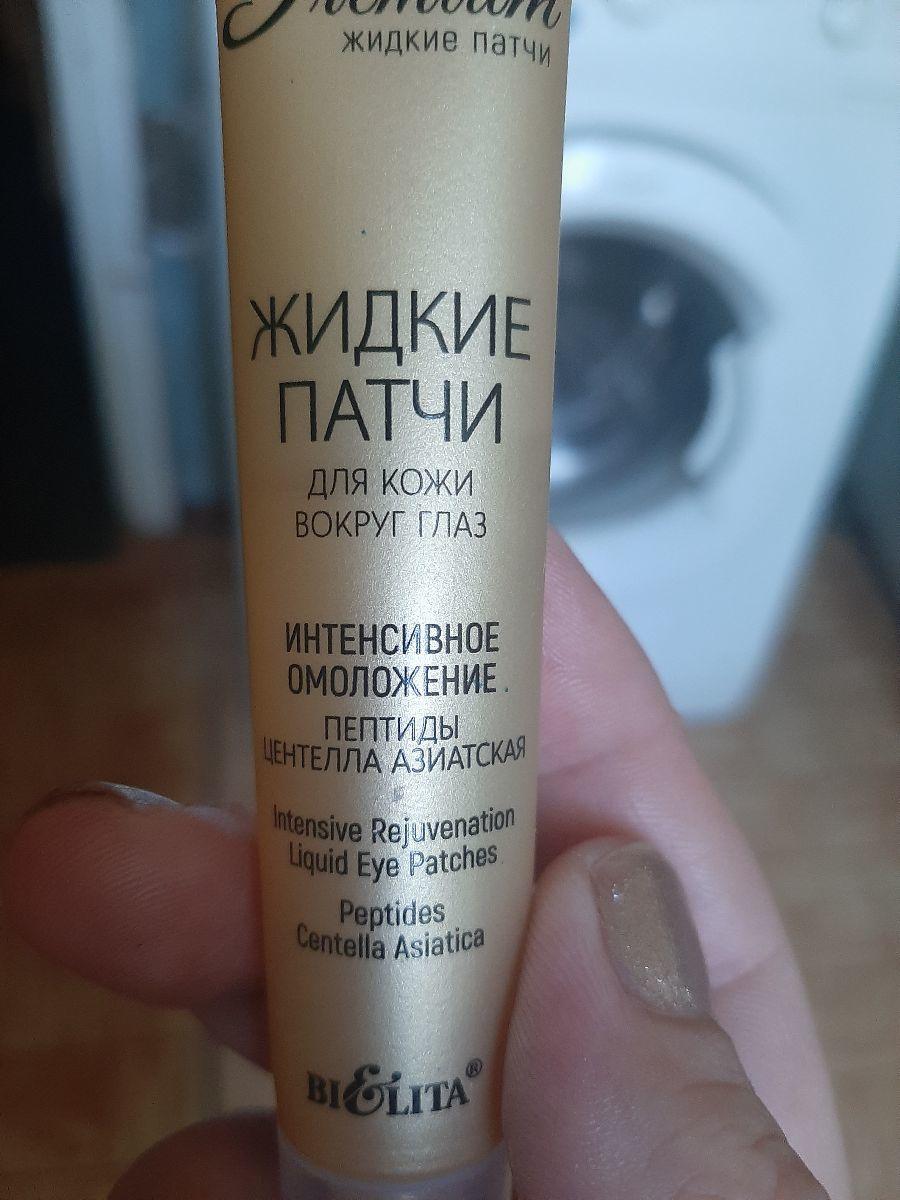 Premium
жидкие патчи
ЖИДКИЕ
ПАТЧИ
ДЛЯ КОЖИ
ВОКРУГ ГЛАЗ
ИНТЕНСИВНОЕ
ОМОЛОЖЕНИЕ
ПЕПТИДЫ
ЦЕНТЕЛЛА АЗИАТСКАЯ
Intensive Rejuvenation
Liquid Eye Patches
Peptides
Centella Asiatica
BIELITA®